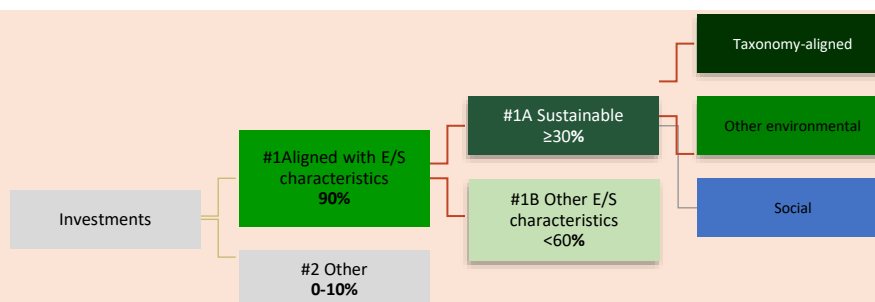 Investments
#1Aligned with E/S
characteristics
90%
#2 Other
0-10%
#1A Sustainable
≥30%
#1B Other E/S
characteristics
<60%
Taxonomy-aligned
Other environmental
Social